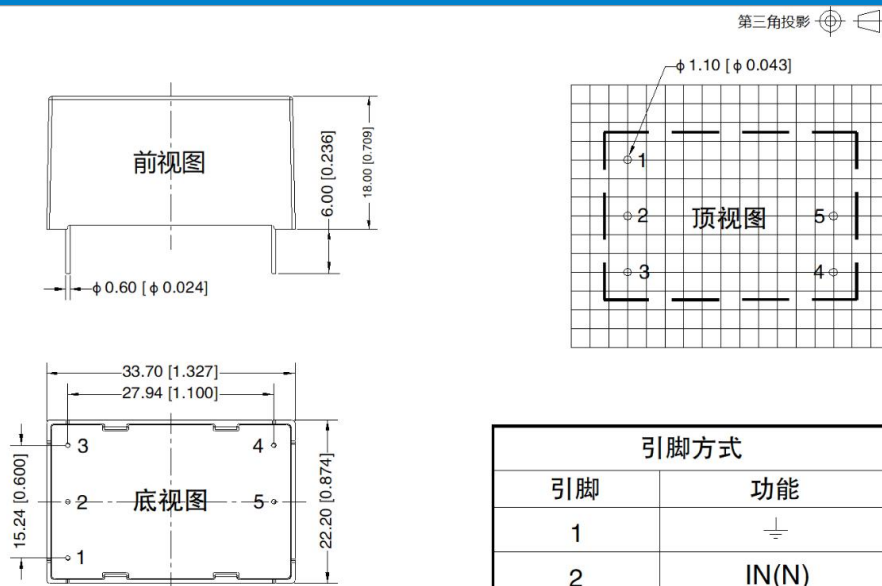 第三角投影
φ 1.10 [ φ 0.043]
前视图
6.00 [0.236]
18.00 [0.709]
φ 0.60 [ φ 0.024]
1
2
顶视图
5
3
4
33.70 [1.327]
27.94 [1.100]
3
4
15.24 [0.600]
2
底视图
5
22.20 [0.874]
1
引脚方式
引脚
功能
1
2
IN(N)